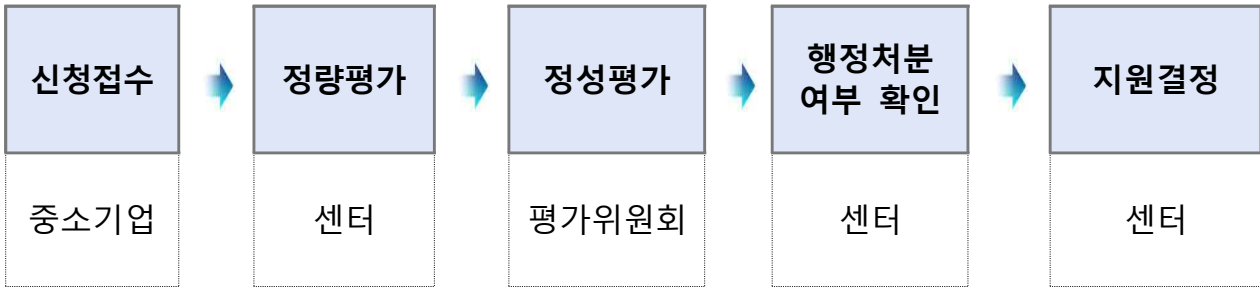 신청접수
정량평가
정성평가
행정처분
여부 확인
지원결정
중소기업
센터
평가위원회
센터
센터